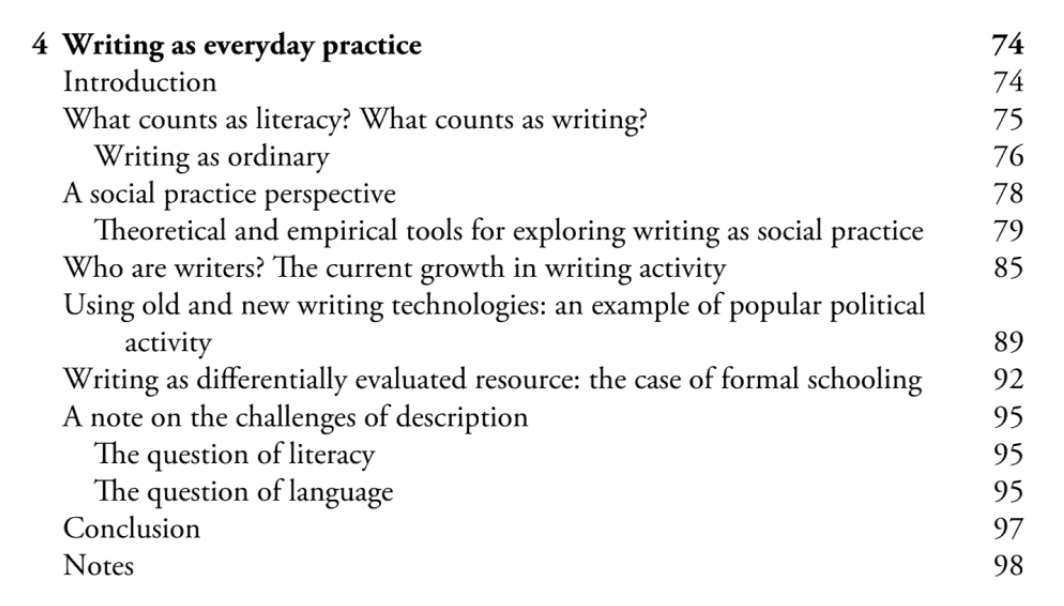 4 Writing as everyday practice 74
Introduction 74
What counts as literacy? What counts as writing? 75
Writing as ordinary 76
A social practice perspective 78
Theoretical and empirical tools for exploring writing as social practice 79
Who are writers? The current growth in writing activity 85
Using old and new writing technologies: an example of popular political
activity 89
Writing as differentially evaluated resource: the case of formal schooling 92
A note on the challenges of description 95
The question of literacy 95
The question of language 95
Conclusion 97
Notes 98